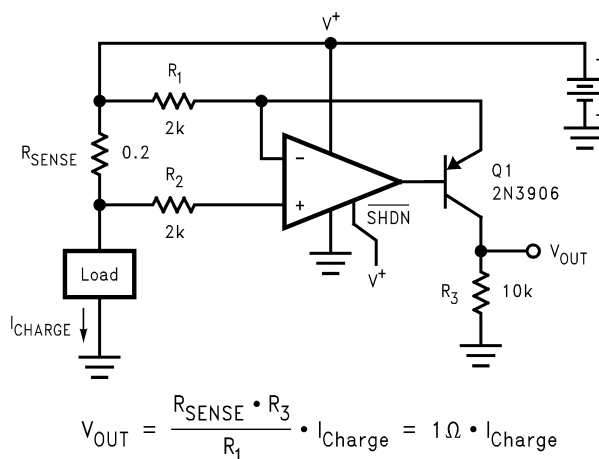 V+
R1
2k
RSENSE
0.2
R2
2k
−
+
SHDN
V+
Q1
2N3906
+
−
Load
ICHARGE
VOUT
R3
10k
VOUT = RSENSE • R3 / R1 • ICharge = 1Ω • ICharge